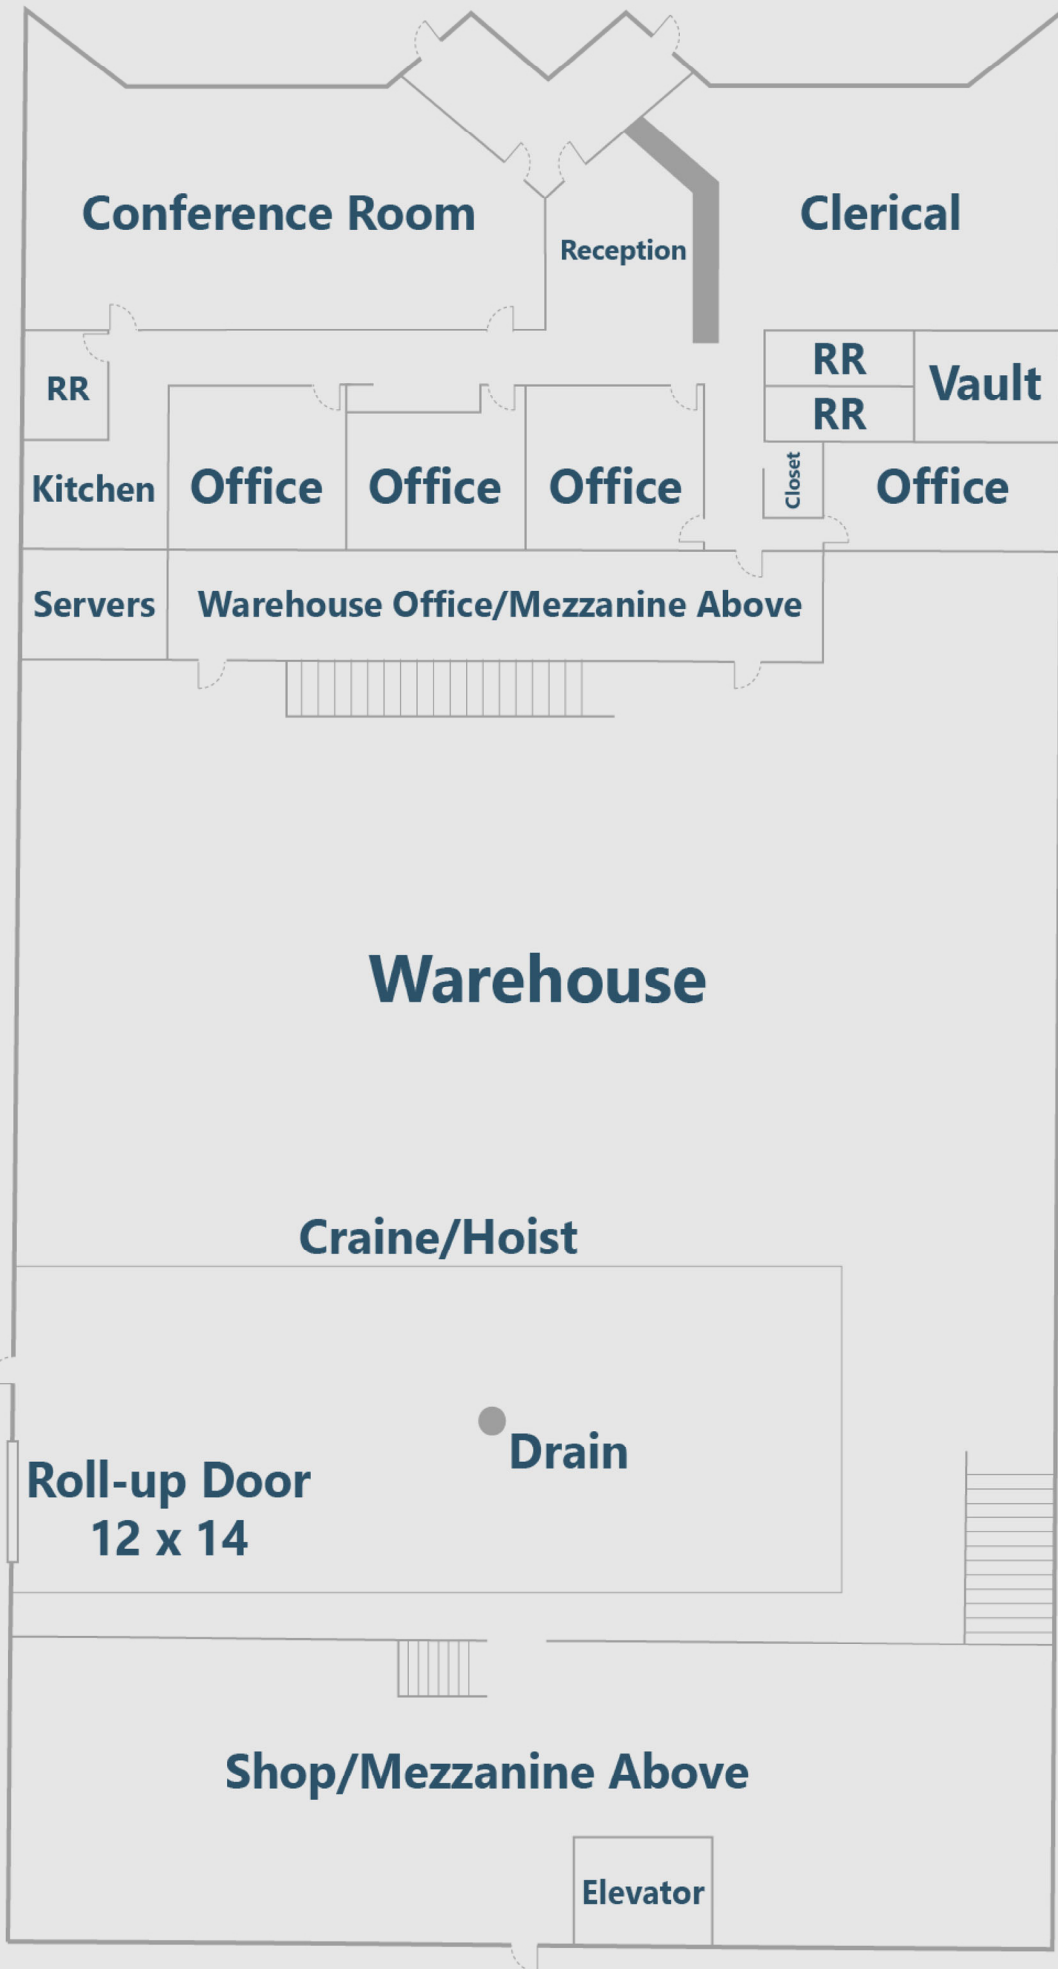 Conference Room
Clerical
Reception
RR
RR
Vault
RR
Kitchen
Office
Office
Office
Closet
Office
Servers
Warehouse Office/Mezzanine Above
Warehouse
Craine/Hoist
Drain
Roll-up Door
12 x 14
Shop/Mezzanine Above
Elevator